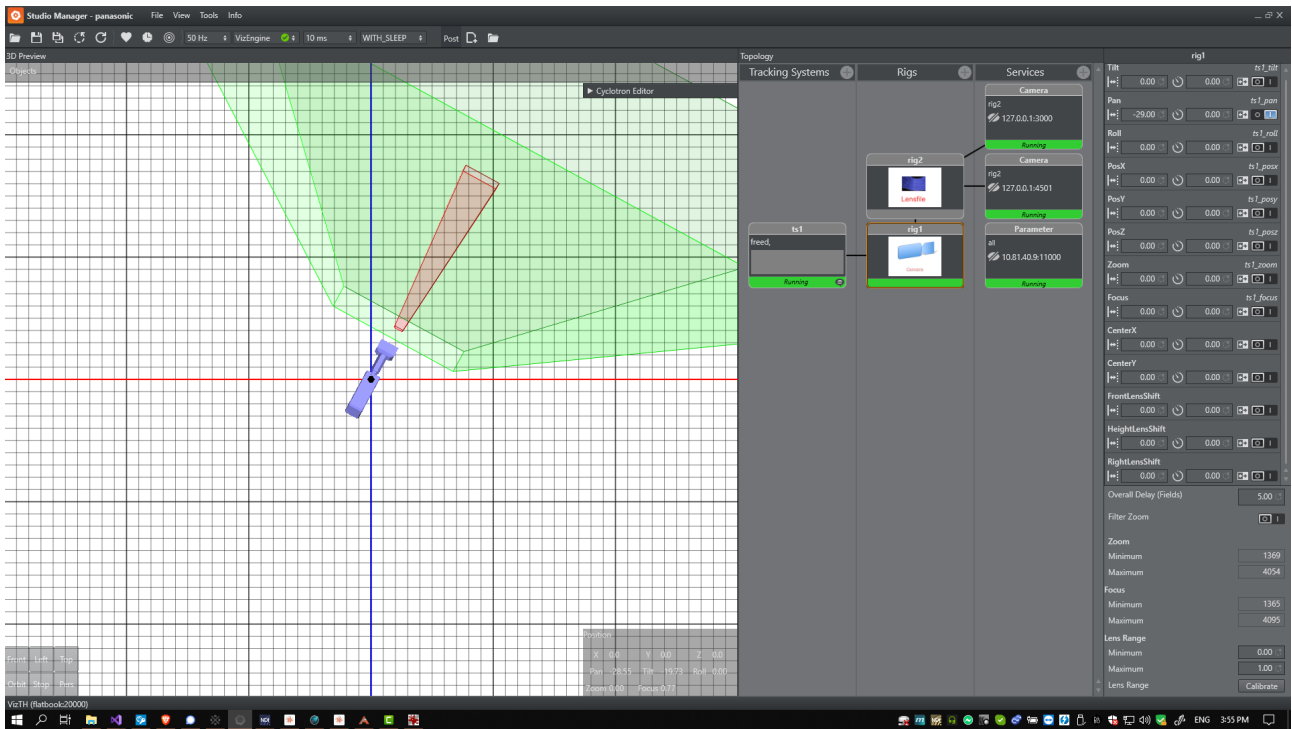 Studio Manager - panasonic File View Tools Info
50 Hz VizEngine 10 ms WITH_SLEEP Post
3D Preview
Objects
Cyclotron Editor
Position
X 0.0 Y 0.0 Z 0.0
Pan -28.55 Tilt -19.73 Roll 0.00
Zoom 0.00 Focus 0.77
Front Left Top
Orbit Stop Pers
Topology
Tracking Systems Rigs Services
Camera
rig2
127.0.0.1:3000
Running
Camera
rig2
127.0.0.1:4501
Running
rig2
Lensfile
ts1
freed,
Running
rig1
Camera
Parameter
all
10.81.40.9:11000
Running
rig1
Tilt ts1_tilt
0.00 0.00
Pan ts1_pan
-29.00 0.00
Roll ts1_roll
0.00 0.00
PosX ts1_posx
0.00 0.00
PosY ts1_posy
0.00 0.00
PosZ ts1_posz
0.00 0.00
Zoom ts1_zoom
0.00 0.00
Focus ts1_focus
0.00 0.00
CenterX
0.00 0.00
CenterY
0.00 0.00
FrontLensShift
0.00 0.00
HeightLensShift
0.00 0.00
RightLensShift
0.00 0.00
Overall Delay (Fields) 5.00
Filter Zoom
Zoom
Minimum 1369
Maximum 4054
Focus
Minimum 1365
Maximum 4095
Lens Range
Minimum 0.00
Maximum 1.00
Lens Range Calibrate
VizTH (flatbook:20000)
ENG 3:55 PM